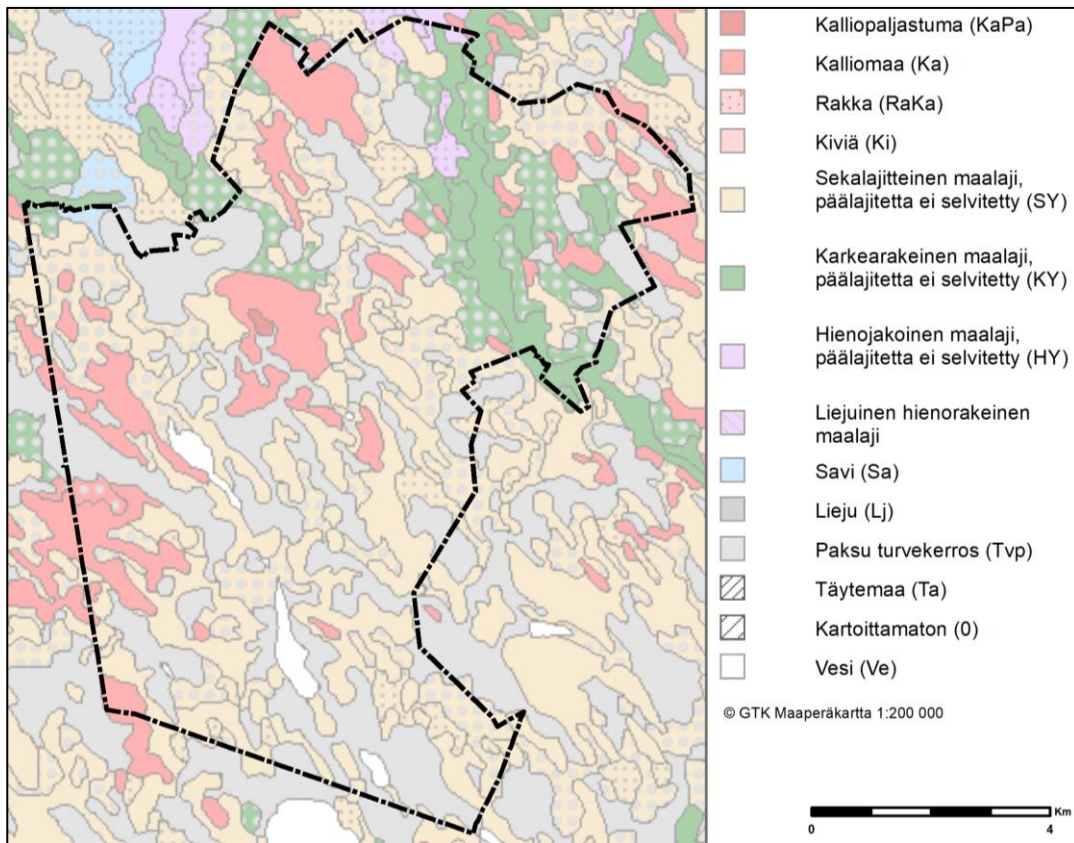 Kalliopaljastuma (KaPa)
Kalliomaa (Ka)
Rakka (RaKa)
Kiviä (Ki)
Sekalajitteinen maalaji,
päälajitetta ei selvitetty (SY)
Karkearakeinen maalaji,
päälajitetta ei selvitetty (KY)
Hienojakoinen maalaji,
päälajitetta ei selvitetty (HY)
Liejuinen hienorakeinen
maalaji
Savi (Sa)
Lieju (Lj)
Paksu turvekerros (Tvp)
Täytemaa (Ta)
Kartoittamaton (0)
Vesi (Ve)
© GTK Maaperäkartta 1:200 000
Km
0 4